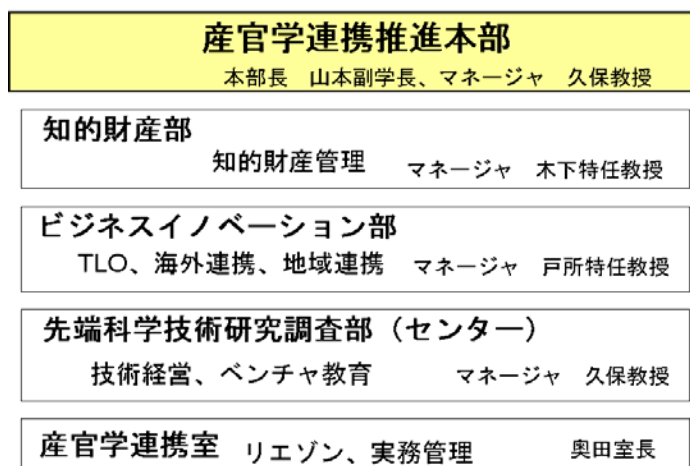 産官学連携推進本部
本部長　山本副学長、マネージャ　久保教授
知的財産部
知的財産管理　マネージャ　木下特任教授
ビジネスイノベーション部
TLO、海外連携、地域連携　マネージャ　戸所特任教授
先端科学技術研究調査部（センター）
技術経営、ベンチャ教育　マネージャ　久保教授
産官学連携室　リエゾン、実務管理　奥田室長